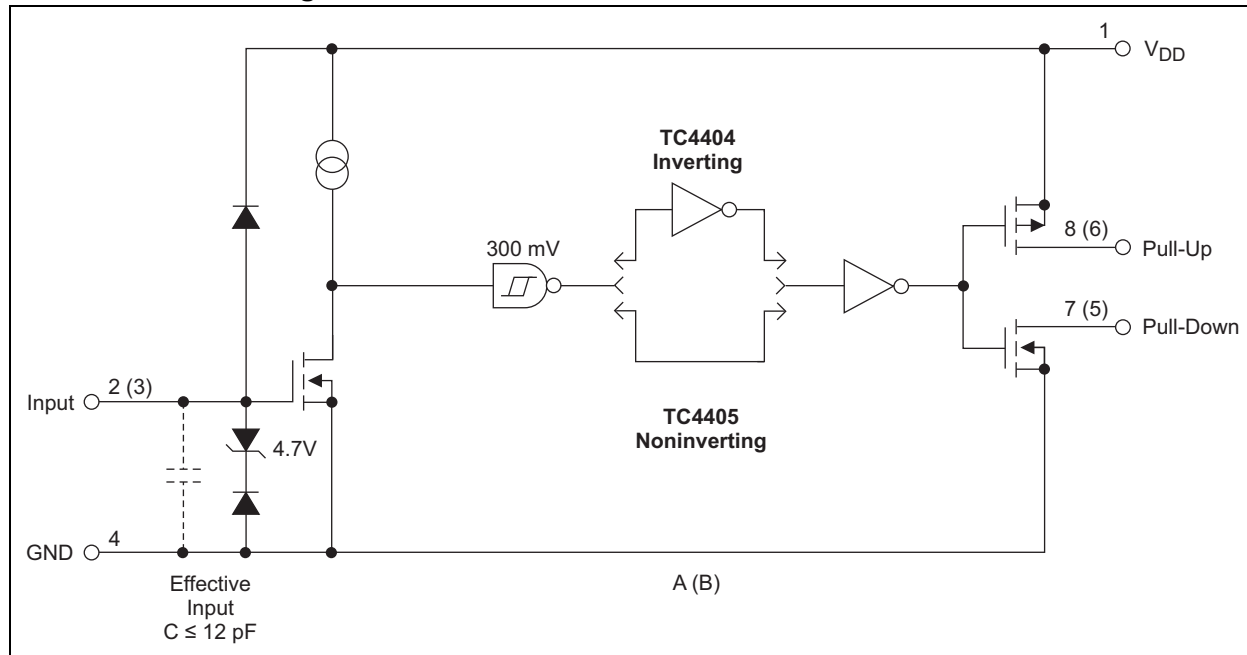 1
V_DD
TC4404
Inverting
300 mV
8 (6)
Pull-Up
7 (5)
Pull-Down
2 (3)
Input
4.7V
TC4405
Noninverting
4
GND
A (B)
Effective
Input
C ≤ 12 pF